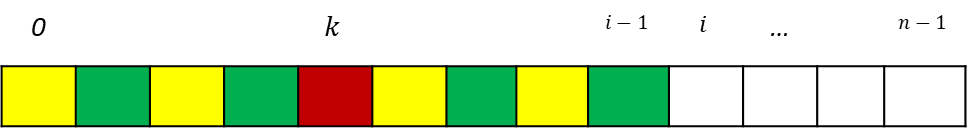 0 k i − 1 i … n − 1